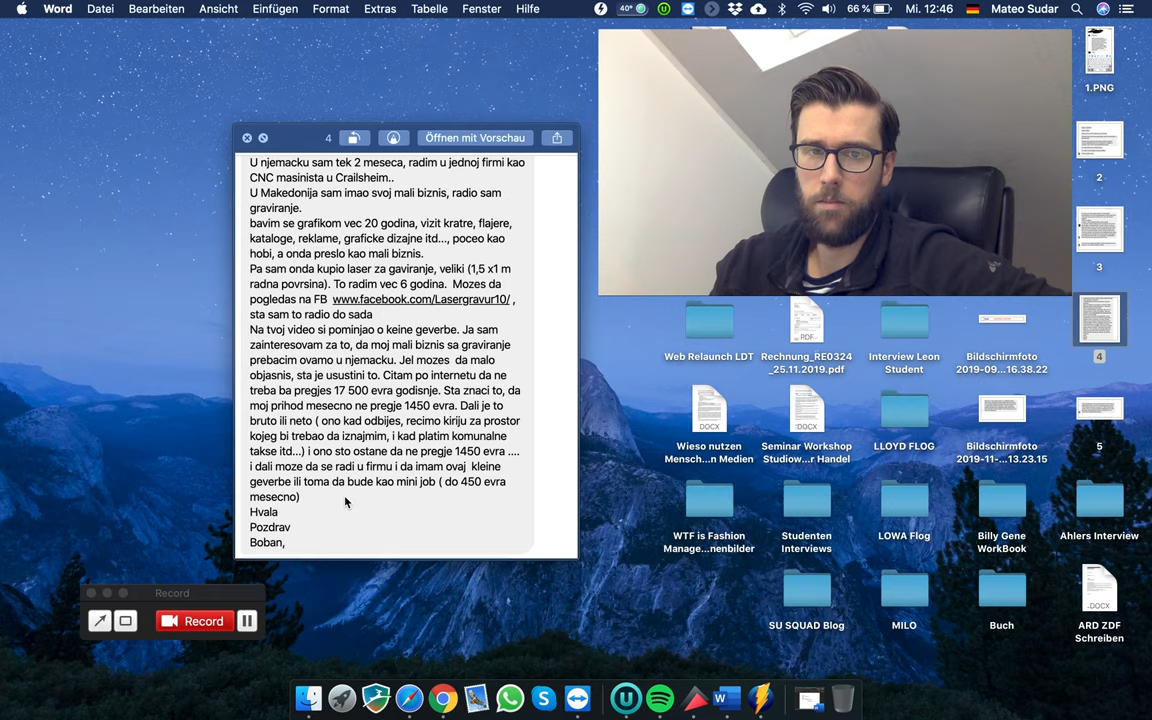 Word Datei Bearbeiten Ansicht Einfügen Format Extras Tabelle Fenster Hilfe 40° 66 % Mi. 12:46 Mateo Sudar
4 Öffnen mit Vorschau
U njemacku sam tek 2 meseca, radim u jednoj firmi kao
CNC masinista u Crailsheim..
U Makedonija sam imao svoj mali biznis, radio sam
graviranje.
bavim se grafikom vec 20 godina, vizit kratre, flajere,
kataloge, reklame, graficke dizajne itd..., poceo kao
hobi, a onda preslo kao mali biznis.
Pa sam onda kupio laser za gaviranje, veliki (1,5 x1 m
radna povrsina). To radim vec 6 godina. Mozes da
pogledas na FB www.facebook.com/Lasergravur10/ ,
sta sam to radio do sada
Na tvoj video si pominjao o keine geverbe. Ja sam
zainteresovam za to, da moj mali biznis sa graviranje
prebacim ovamo u njemacku. Jel mozes da malo
objasnis, sta je usustini to. Citam po internetu da ne
treba ba pregjes 17 500 evra godisnje. Sta znaci to, da
moj prihod mesecno ne pregje 1450 evra. Dali je to
bruto ili neto ( ono kad odbijes, recimo kiriju za prostor
kojeg bi trebao da iznajmim, i kad platim komunalne
takse itd...) i ono sto ostane da ne pregje 1450 evra ....
i dali moze da se radi u firmu i da imam ovaj kleine
geverbe ili toma da bude kao mini job ( do 450 evra
mesecno)
Hvala
Pozdrav
Boban,
1.PNG
2
3
4
Web Relaunch LDT
Rechnung_RE0324
_25.11.2019.pdf
Interview Leon
Student
Bildschirmfoto
2019-09...16.38.22
PDF
Wieso nutzen
Mensch...n Medien
Seminar Workshop
Studiow...r Handel
LLOYD FLOG
Bildschirmfoto
2019-11-...13.23.15
5
DOCX
DOCX
WTF is Fashion
Manage...nenbilder
Studenten
Interviews
LOWA Flog
Billy Gene
WorkBook
Ahlers Interview
SU SQUAD Blog
MILO
Buch
ARD ZDF
Schreiben
DOCX
Record
Record